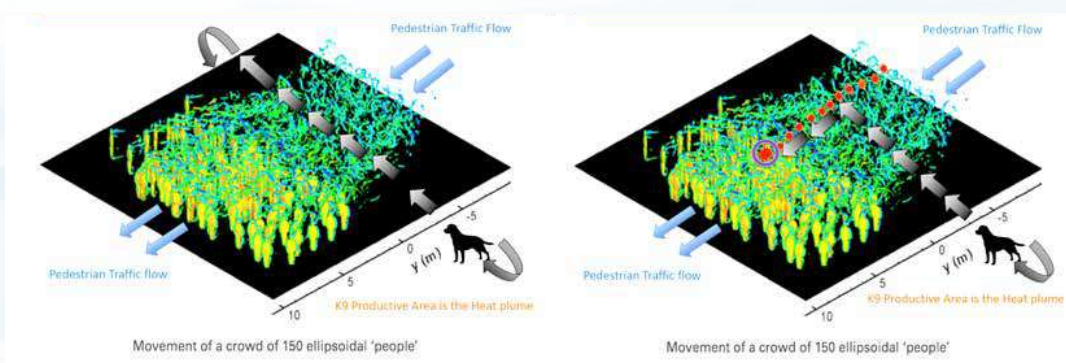 Pedestrian Traffic Flow
-5
0
y (m)
5
Pedestrian Traffic flow
K9 Productive Area is the Heat plume
10
Movement of a crowd of 150 ellipsoidal 'people'
Pedestrian Traffic Flow
-5
0
y (m)
5
Pedestrian Traffic flow
K9 Productive Area is the Heat plume
10
Movement of a crowd of 150 ellipsoidal 'people'